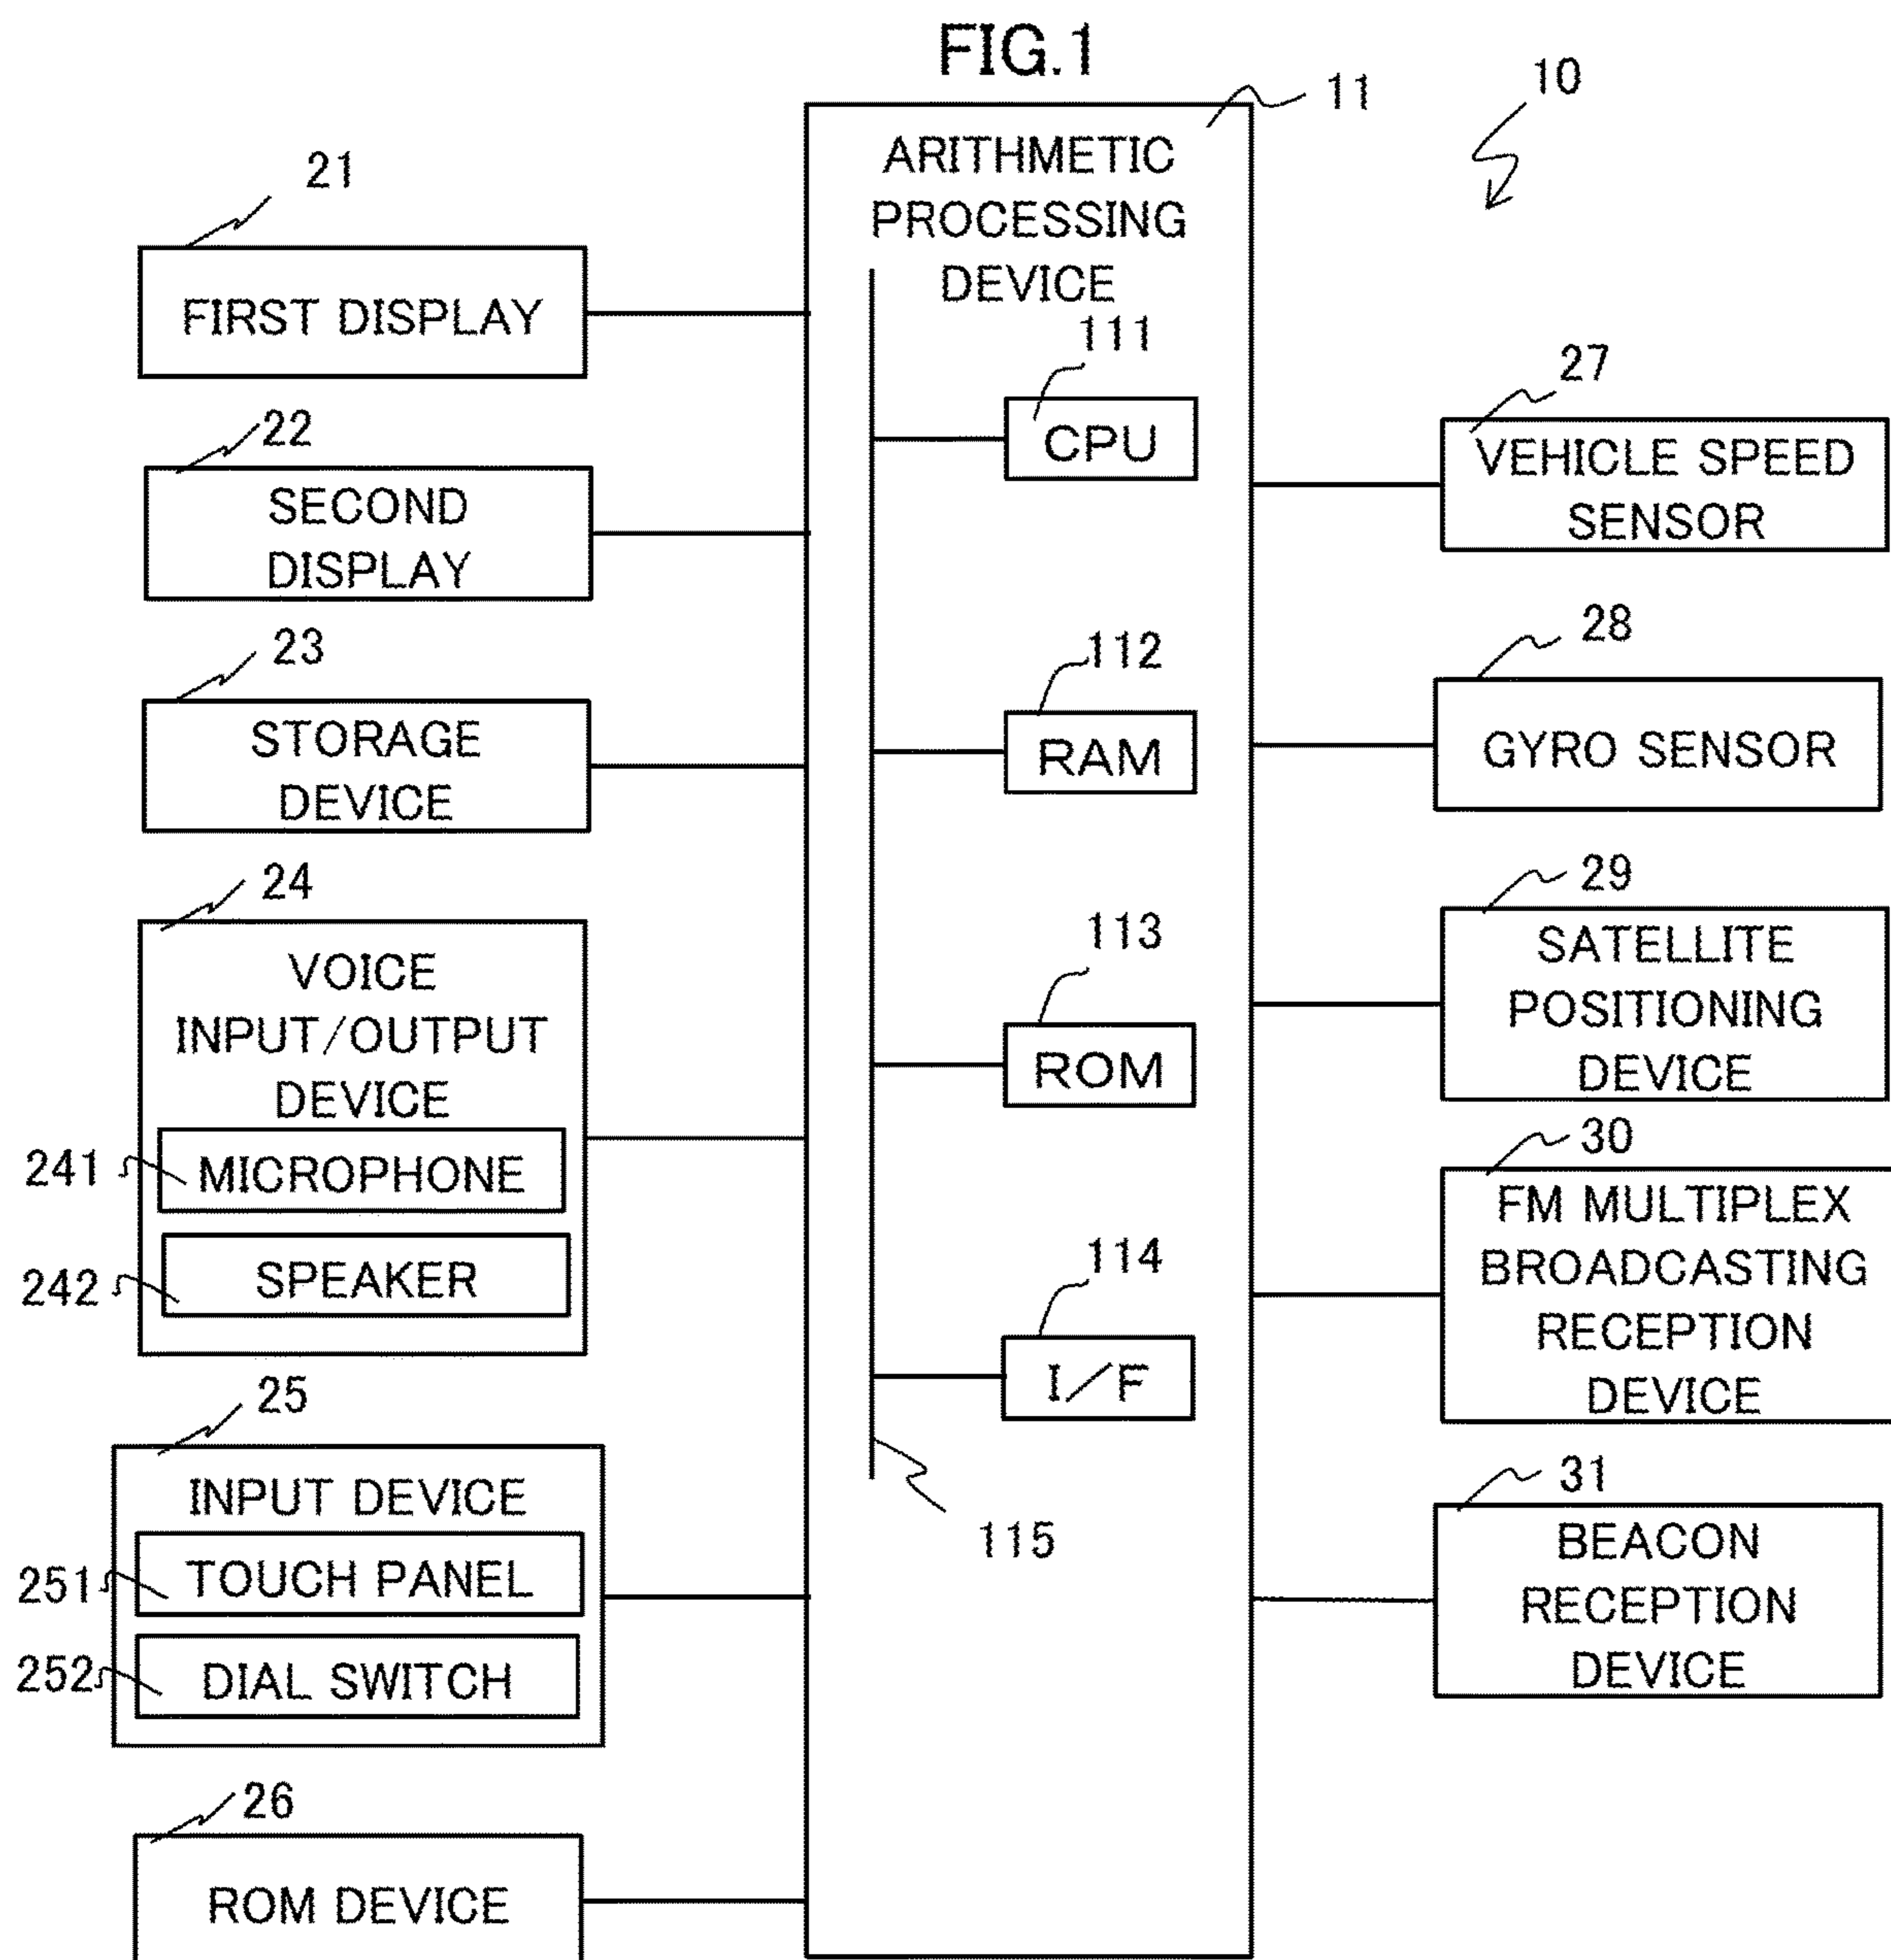 FIG.1
10
11
ARITHMETIC
PROCESSING
DEVICE
21
FIRST DISPLAY
22
SECOND
DISPLAY
23
STORAGE
DEVICE
24
VOICE
INPUT/OUTPUT
DEVICE
241
MICROPHONE
242
SPEAKER
25
INPUT DEVICE
251
TOUCH PANEL
252
DIAL SWITCH
26
ROM DEVICE
111
CPU
112
RAM
113
ROM
114
I/F
115
27
VEHICLE SPEED
SENSOR
28
GYRO SENSOR
29
SATELLITE
POSITIONING
DEVICE
30
FM MULTIPLEX
BROADCASTING
RECEPTION
DEVICE
31
BEACON
RECEPTION
DEVICE